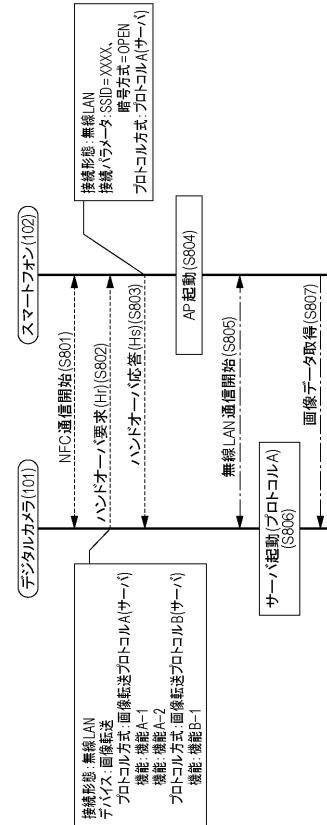 デジタルカメラ(101)
スマートフォン(102)
NFC通信開始(S801)
ハンドオーバ要求(Hr)(S802)
接続形態:無線LAN
デバイス:画像転送
プロトコル方式:画像転送プロトコルA(サーバ)
機能:機能A-1
機能:機能A-2
プロトコル方式:画像転送プロトコルB(サーバ)
機能:機能B-1
ハンドオーバ応答(Hs)(S803)
接続形態:無線LAN
接続パラメータ:SSID=XXXX、
暗号方式=OPEN
プロトコル方式:プロトコルA(サーバ)
AP起動(S804)
無線LAN通信開始(S805)
サーバ起動(プロトコルA)
(S806)
画像データ取得(S807)